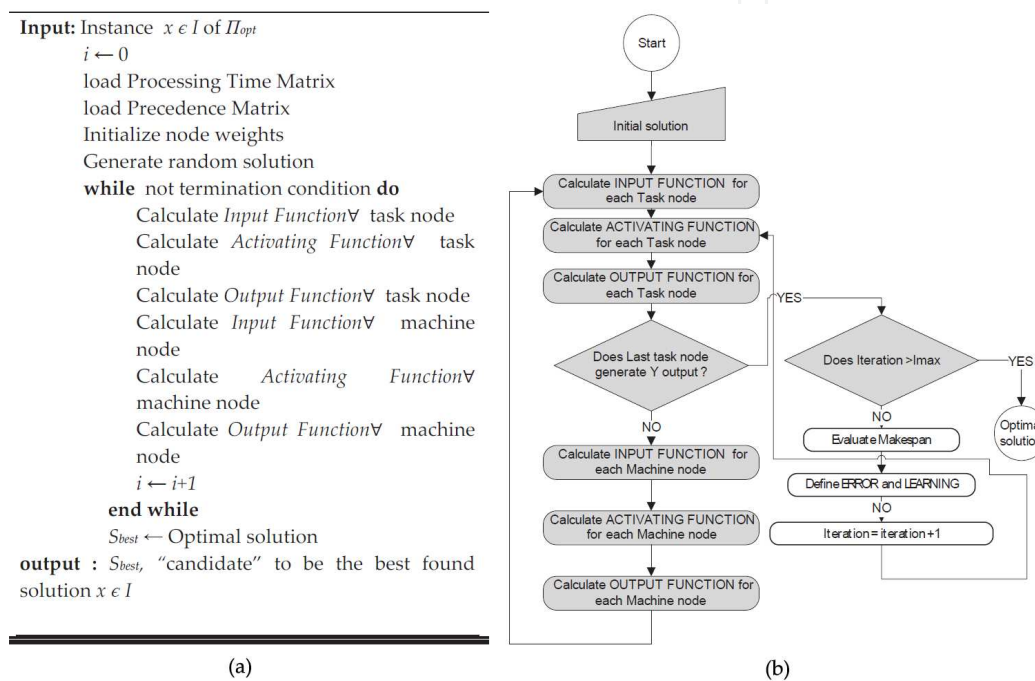 Input: Instance x ϵ I of Πopt
i ← 0
load Processing Time Matrix
load Precedence Matrix
Initialize node weights
Generate random solution
while not termination condition do
Calculate Input Function∀ task node
Calculate Activating Function∀ task
node
Calculate Output Function∀ task node
Calculate Input Function∀ machine
node
Calculate Activating Function∀
machine node
Calculate Output Function∀ machine
node
i ← i+1
end while
Sbest ← Optimal solution
output : Sbest, “candidate” to be the best found
solution x ϵ I
(a)
Start
Initial solution
Calculate INPUT FUNCTION for
each Task node
Calculate ACTIVATING FUNCTION
for each Task node
Calculate OUTPUT FUNCTION for
each Task node
Does Last task node
generate Y output ?
YES
NO
Calculate INPUT FUNCTION for
each Machine node
Calculate ACTIVATING FUNCTION
for each Machine node
Calculate OUTPUT FUNCTION for
each Machine node
Does Iteration >Imax
YES
Optima
solution
NO
Evaluate Makespan
Define ERROR and LEARNING
NO
Iteration = iteration +1
(b)